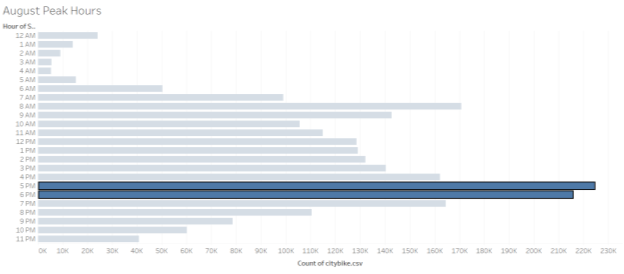 August Peak Hours
Hour of S..
12 AM
1 AM
2 AM
3 AM
4 AM
5 AM
6 AM
7 AM
8 AM
9 AM
10 AM
11 AM
12 PM
1 PM
2 PM
3 PM
4 PM
5 PM
6 PM
7 PM
8 PM
9 PM
10 PM
11 PM
0K 10K 20K 30K 40K 50K 60K 70K 80K 90K 100K 110K 120K 130K 140K 150K 160K 170K 180K 190K 200K 210K 220K 230K
Count of citybike.csv